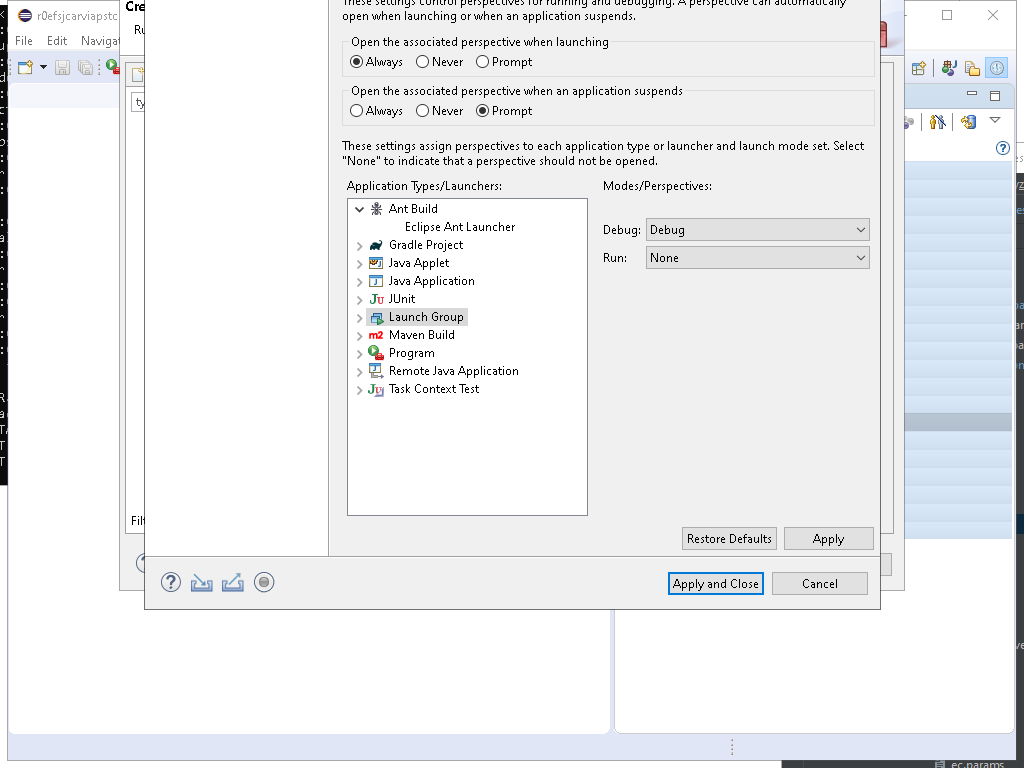 These settings control perspectives for running and debugging. A perspective can automatically
open when launching or when an application suspends.
r0efsjcarviapstc
File Edit Navigat
Cre
Ru
ty
Filt
Open the associated perspective when launching
Always Never Prompt
Open the associated perspective when an application suspends
Always Never Prompt
These settings assign perspectives to each application type or launcher and launch mode set. Select
"None" to indicate that a perspective should not be opened.
Application Types/Launchers:
Modes/Perspectives:
Ant Build
Eclipse Ant Launcher
Gradle Project
Java Applet
Java Application
JUnit
Launch Group
Maven Build
Program
Remote Java Application
Task Context Test
Debug: Debug
Run: None
Restore Defaults Apply
Apply and Close Cancel
ec.params